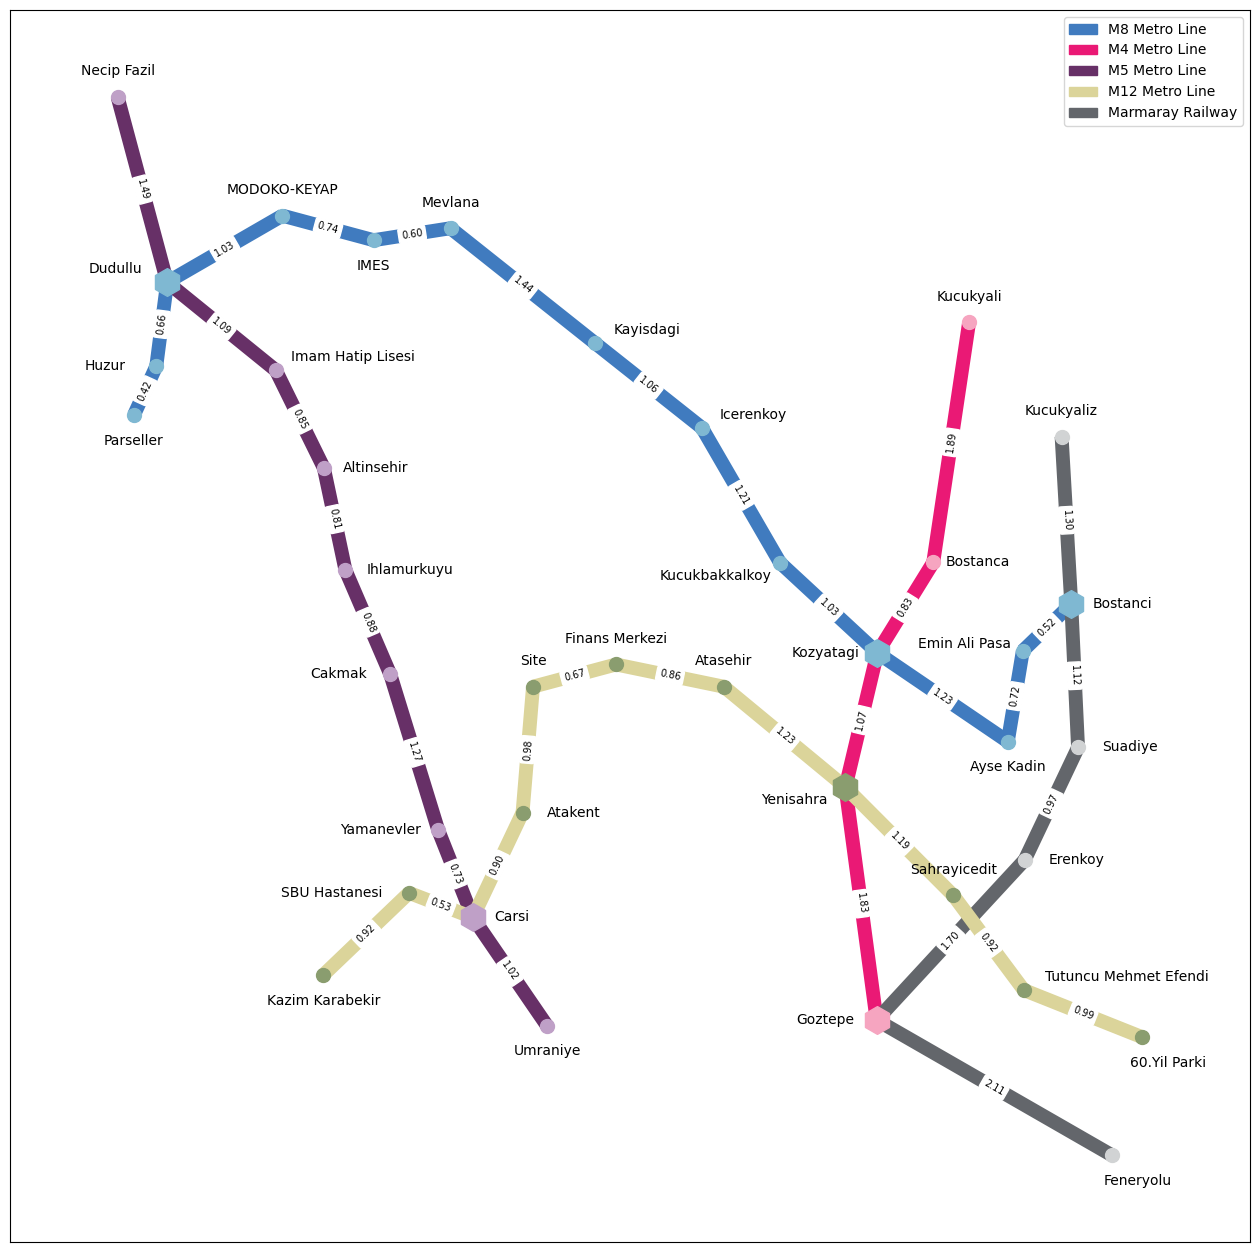 M8 Metro Line
M4 Metro Line
M5 Metro Line
M12 Metro Line
Marmaray Railway
Necip Fazil
1.49
MODOKO-KEYAP
Mevlana
0.74
0.60
1.03
IMES
Dudullu
1.44
Kucukyali
0.66
1.09
Kayisdagi
Imam Hatip Lisesi
Huzur
0.42
1.06
Parseller
0.85
Icerenkoy
Kucukyaliz
1.89
Altinsehir
1.21
0.81
1.30
Ihlamurkuyu
Kucukbakkalkoy
Bostanca
1.03
0.83
Bostanci
0.88
0.52
Finans Merkezi
Emin Ali Pasa
Kozyatagi
Site
Atasehir
Cakmak
0.67
0.86
1.12
1.23
0.72
1.07
1.23
Suadiye
1.27
0.98
Ayse Kadin
Yenisahra
0.97
Atakent
Yamanevler
1.19
Erenkoy
0.90
0.73
Sahrayicedit
SBU Hastanesi
0.53
1.83
Carsi
0.92
1.70
0.92
1.02
Tutuncu Mehmet Efendi
Kazim Karabekir
0.99
Goztepe
Umraniye
60.Yil Parki
2.11
Feneryolu